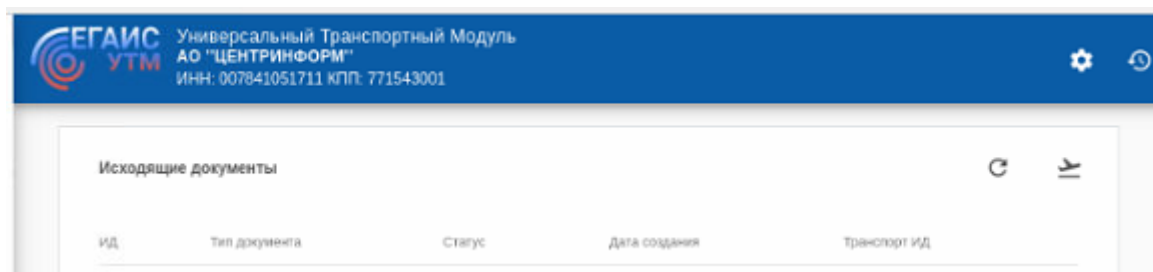 ЕГАИС
УТМ
Универсальный Транспортный Модуль
АО "ЦЕНТРИНФОРМ"
ИНН: 007841051711 КПП: 771543001
Исходящие документы
ИД Тип документа Статус Дата создания Транспорт ИД